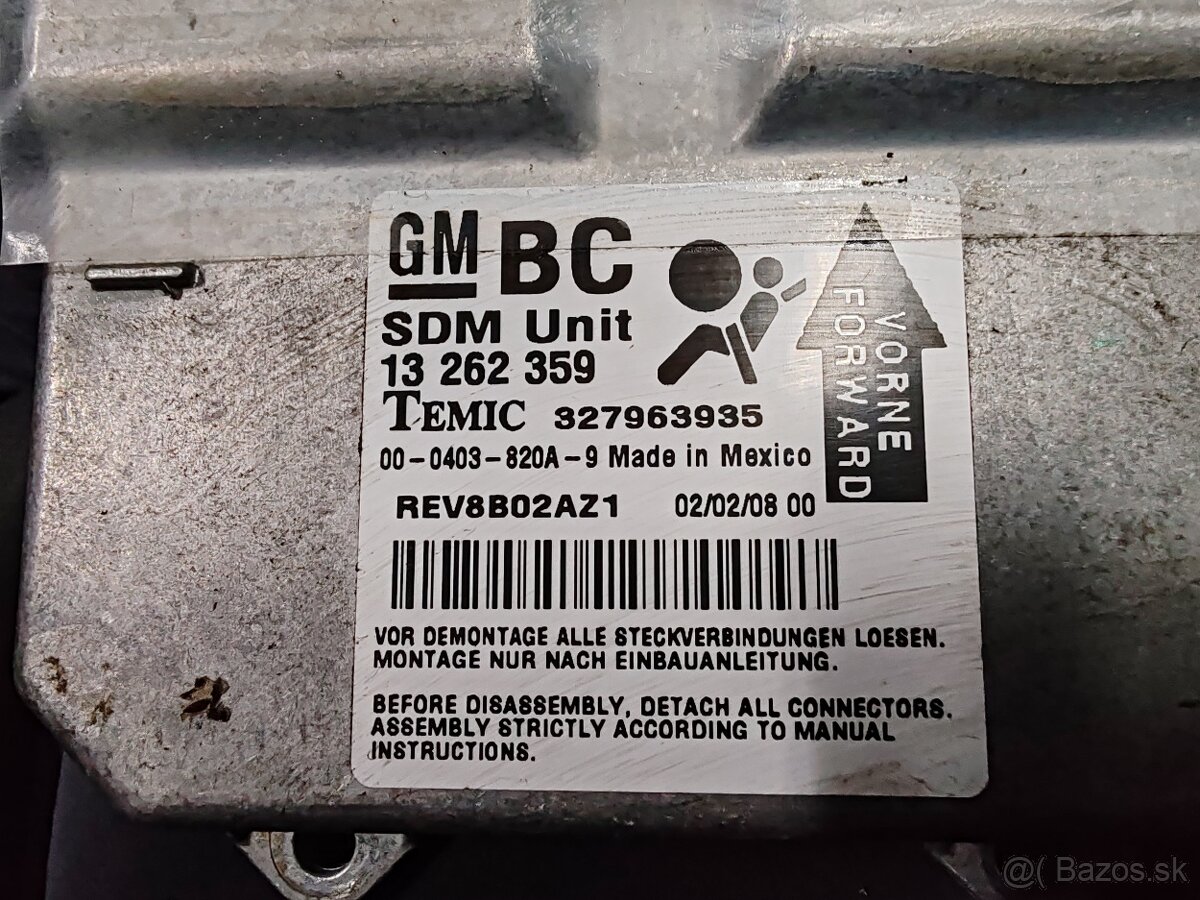 GM BC
SDM Unit
13 262 359
TEMIC 327963935
00-0403-820A-9 Made in Mexico
REV8B02AZ1 02/02/08 00
VORNE
FORWARD
VOR DEMONTAGE ALLE STECKVERBINDUNGEN LOESEN.
MONTAGE NUR NACH EINBAUANLEITUNG.
BEFORE DISASSEMBLY, DETACH ALL CONNECTORS.
ASSEMBLY STRICTLY ACCORDING TO MANUAL
INSTRUCTIONS.
@( Bazos.sk